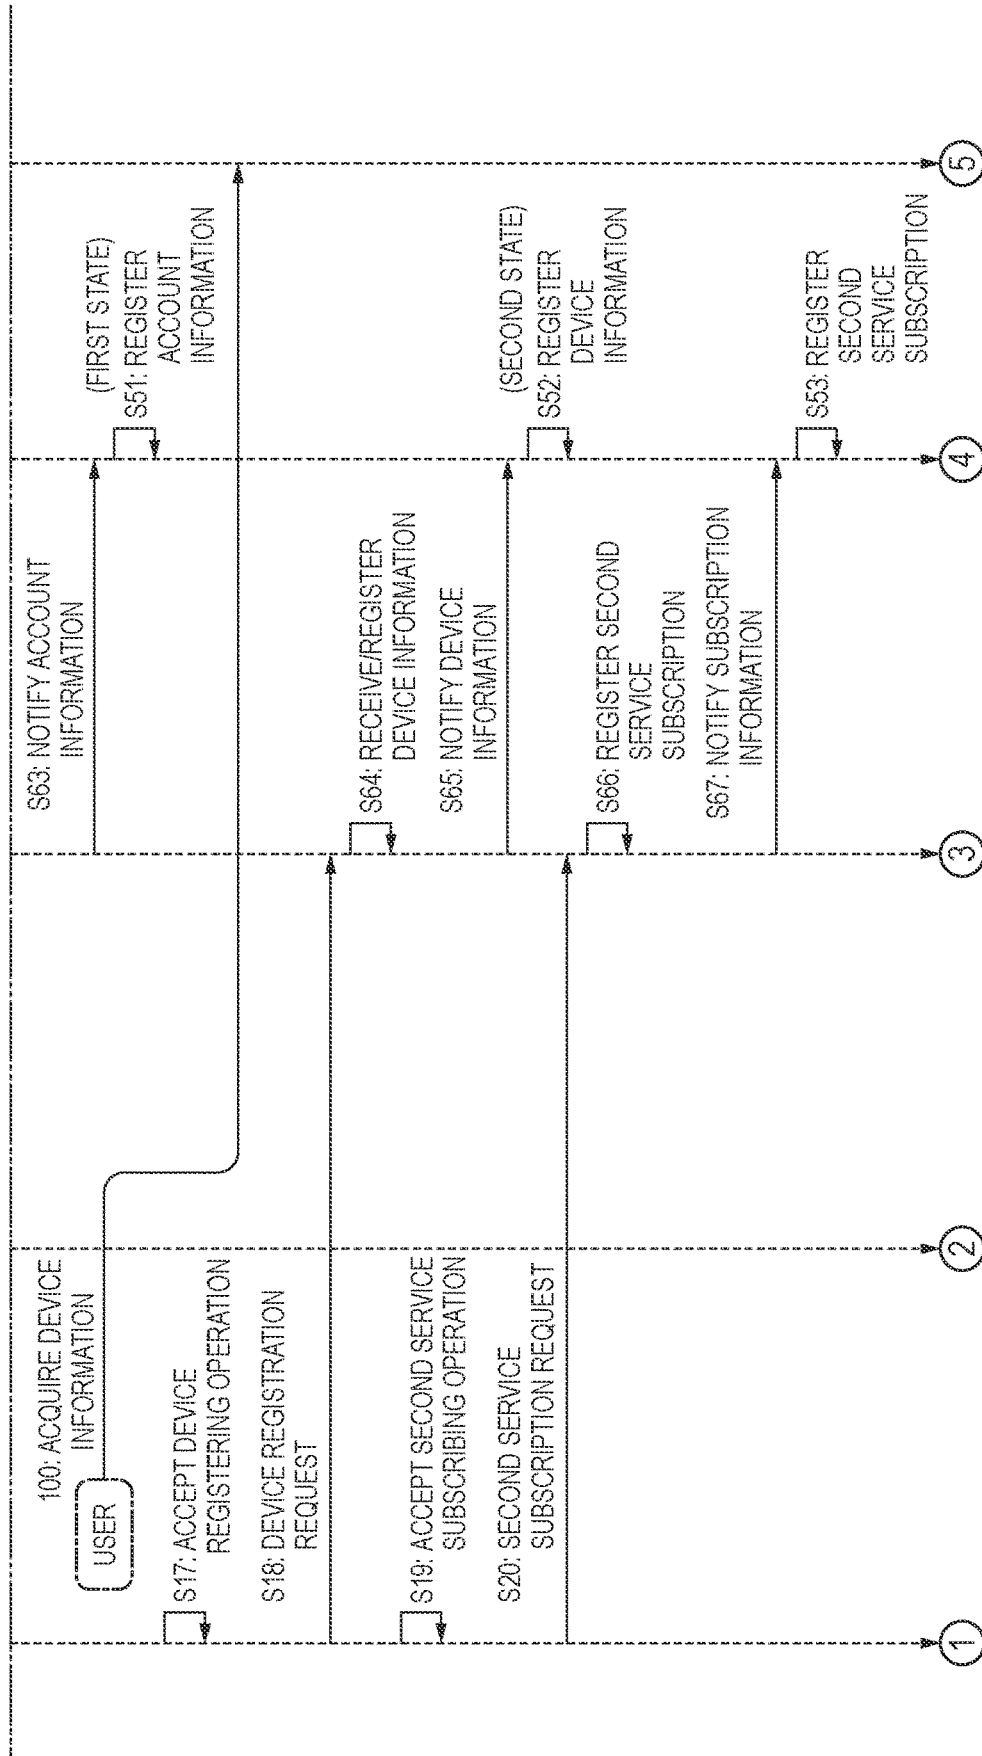 S63: NOTIFY ACCOUNT
INFORMATION
(FIRST STATE)
S51: REGISTER
ACCOUNT
INFORMATION
100: ACQUIRE DEVICE
INFORMATION
USER
S17: ACCEPT DEVICE
REGISTERING OPERATION
S18: DEVICE REGISTRATION
REQUEST
S64: RECEIVE/REGISTER
DEVICE INFORMATION
S65: NOTIFY DEVICE
INFORMATION
(SECOND STATE)
S52: REGISTER
DEVICE
INFORMATION
S19: ACCEPT SECOND SERVICE
SUBSCRIBING OPERATION
S20: SECOND SERVICE
SUBSCRIPTION REQUEST
S66: REGISTER SECOND
SERVICE
SUBSCRIPTION
S67: NOTIFY SUBSCRIPTION
INFORMATION
S53: REGISTER
SECOND
SERVICE
SUBSCRIPTION
1
2
3
4
5